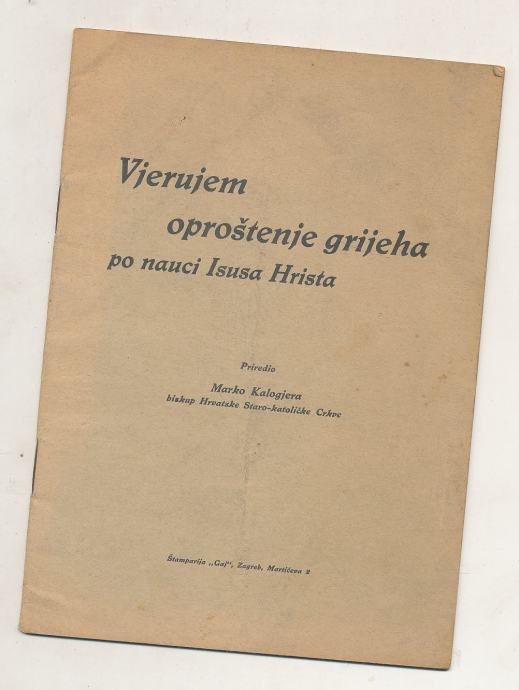 Vjerujem
oproštenje grijeha
po nauci Isusa Hrista
Priredio
Marko Kalogjera
biskup Hrvatske Staro-katoličke Crkve
Štamparija „Gaj“, Zagreb, Martićeva 2